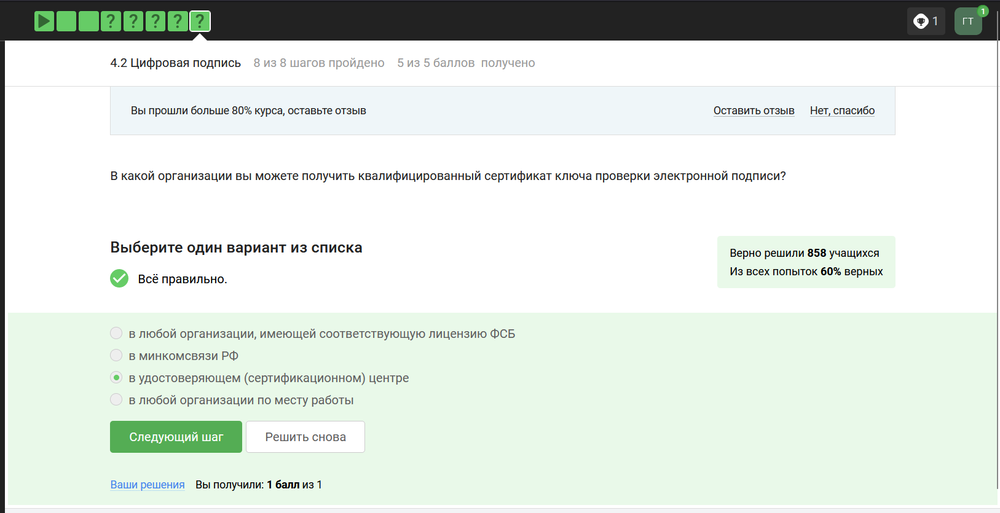 ? ? ? ? ?
1
ГТ
1
4.2 Цифровая подпись 8 из 8 шагов пройдено 5 из 5 баллов получено
Вы прошли больше 80% курса, оставьте отзыв Оставить отзыв Нет, спасибо
В какой организации вы можете получить квалифицированный сертификат ключа проверки электронной подписи?
Выберите один вариант из списка
Всё правильно.
Верно решили 858 учащихся
Из всех попыток 60% верных
в любой организации, имеющей соответствующую лицензию ФСБ
в минкомсвязи РФ
в удостоверяющем (сертификационном) центре
в любой организации по месту работы
Следующий шаг Решить снова
Ваши решения Вы получили: 1 балл из 1